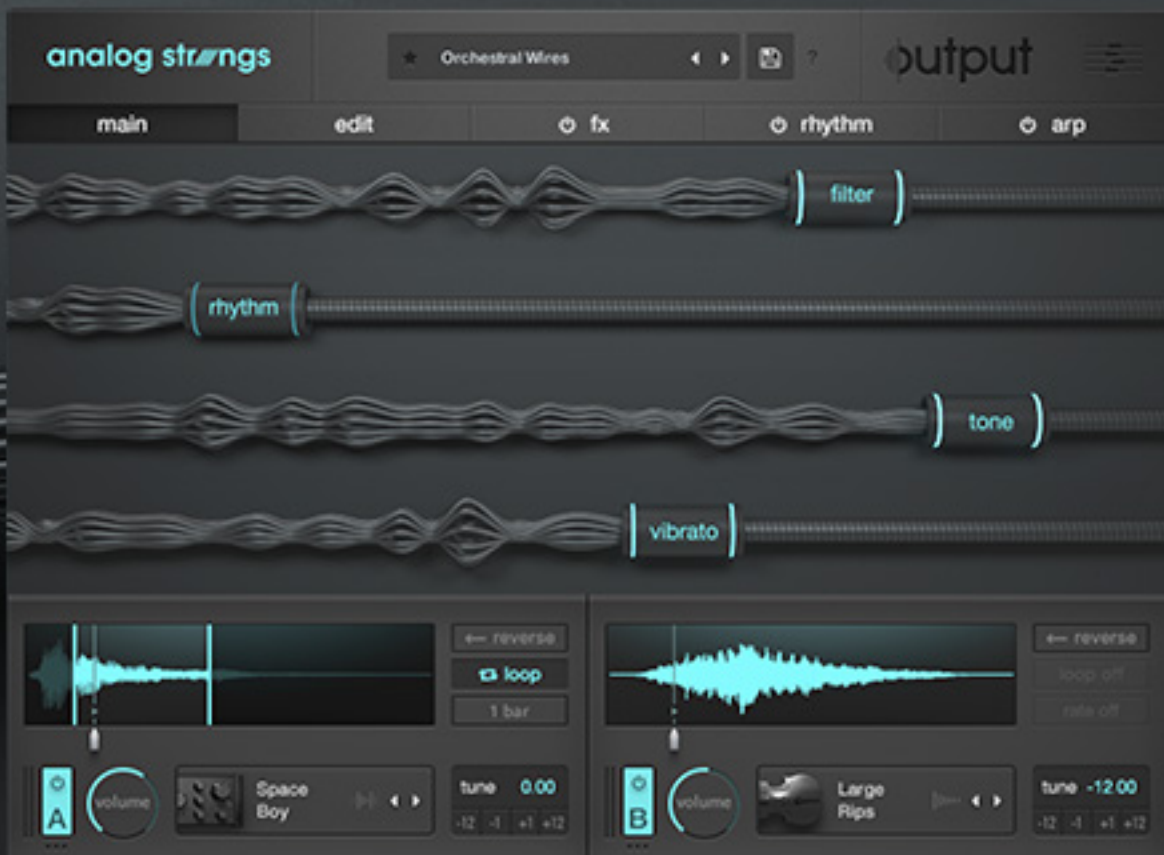 analog strings
Orchestral Wires
?
output
main
edit
fx
rhythm
arp
filter
rhythm
tone
vibrato
reverse
loop
1 bar
reverse
loop off
rate off
A
volume
Space
Boy
tune 0.00
-12 -1 +1 +12
B
volume
Large
Rips
tune -12.00
-12 -1 +1 +12